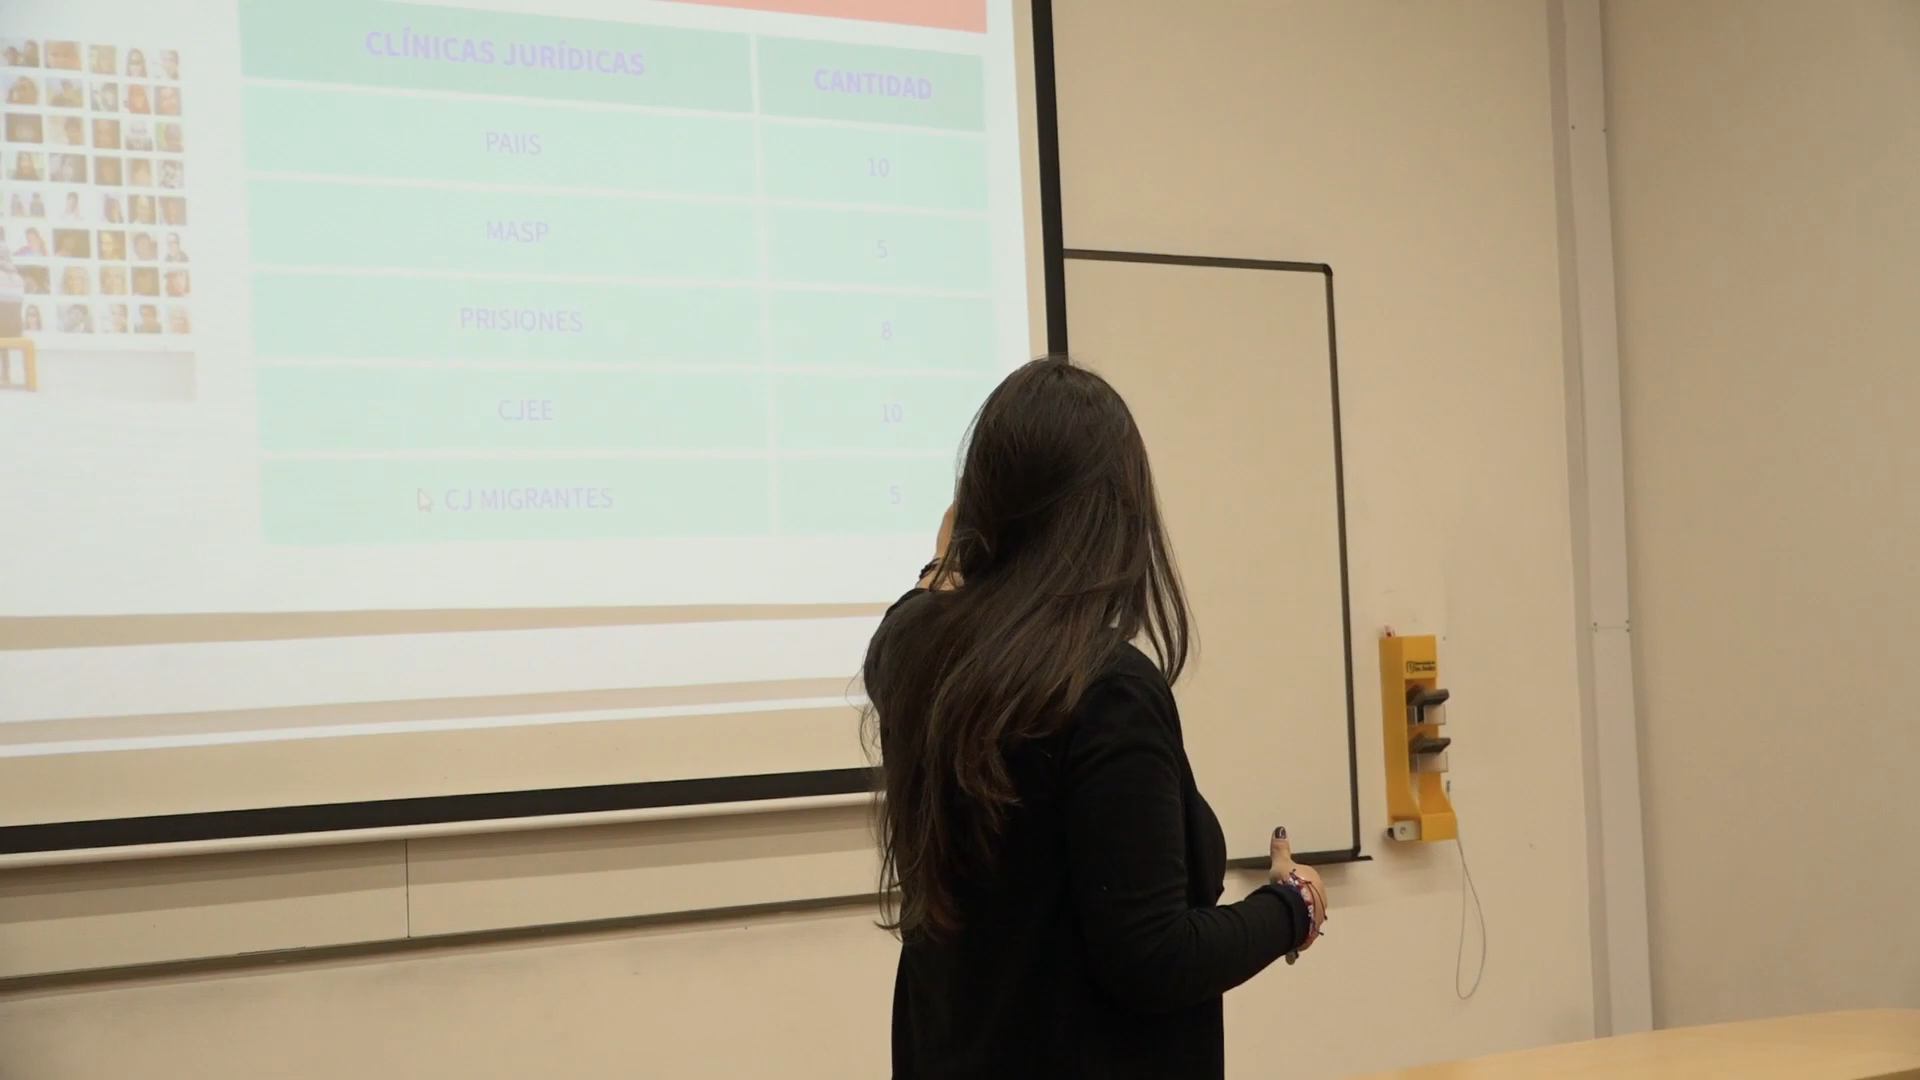 CLÍNICAS JURÍDICAS CANTIDAD
PAIIS 10
MASP 5
PRISIONES 8
CJEE 10
CJ MIGRANTES 5